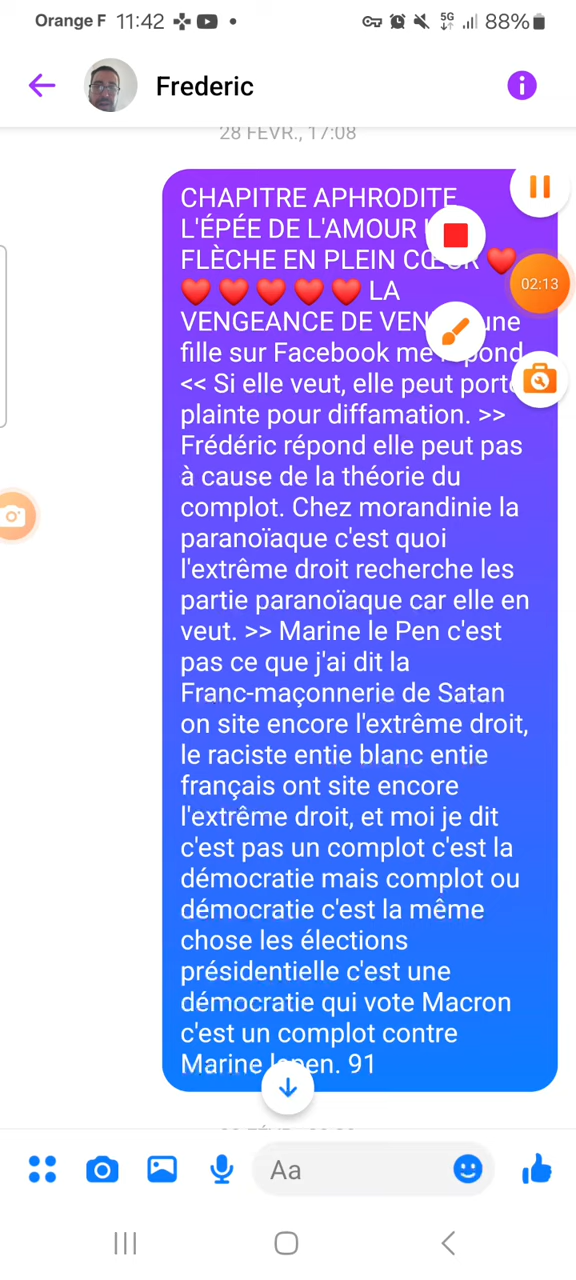 Orange F 11:42
5G 88%
Frederic
28 FÉVR., 17:08
CHAPITRE APHRODITE
L'ÉPÉE DE L'AMOUR
FLÈCHE EN PLEIN CŒUR ❤️
❤️ ❤️ ❤️ ❤️ ❤️ LA
02:13
VENGEANCE DE une
fille sur Facebook me
<< Si elle veut, elle peut
plainte pour diffamation. >>
Frédéric répond elle peut pas
à cause de la théorie du
complot. Chez morandinie la
paranoïaque c'est quoi
l'extrême droit recherche les
partie paranoïaque car elle en
veut. >> Marine le Pen c'est
pas ce que j'ai dit la
Franc-maçonnerie de Satan
on site encore l'extrême droit,
le raciste entie blanc entie
français ont site encore
l'extrême droit, et moi je dit
c'est pas un complot c'est la
démocratie mais complot ou
démocratie c'est la même
chose les élections
présidentielle c'est une
démocratie qui vote Macron
c'est un complot contre
Marine lepen. 91
Aa